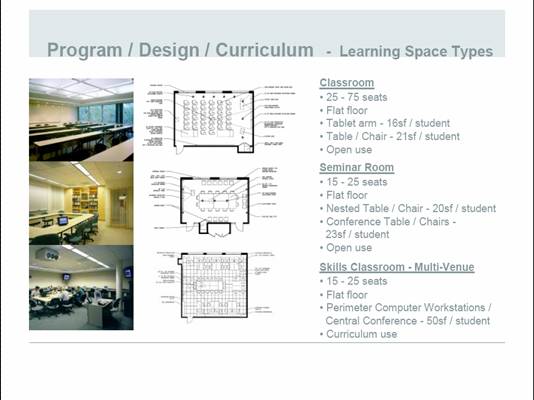 Program / Design / Curriculum - Learning Space Types
Classroom
• 25 - 75 seats
• Flat floor
• Tablet arm - 16sf / student
• Table / Chair - 21sf / student
• Open use
Seminar Room
• 15 - 25 seats
• Flat floor
• Nested Table / Chair - 20sf / student
• Conference Table / Chairs -
23sf / student
• Open use
Skills Classroom - Multi-Venue
• 15 - 25 seats
• Flat floor
• Perimeter Computer Workstations /
Central Conference - 50sf / student
• Curriculum use